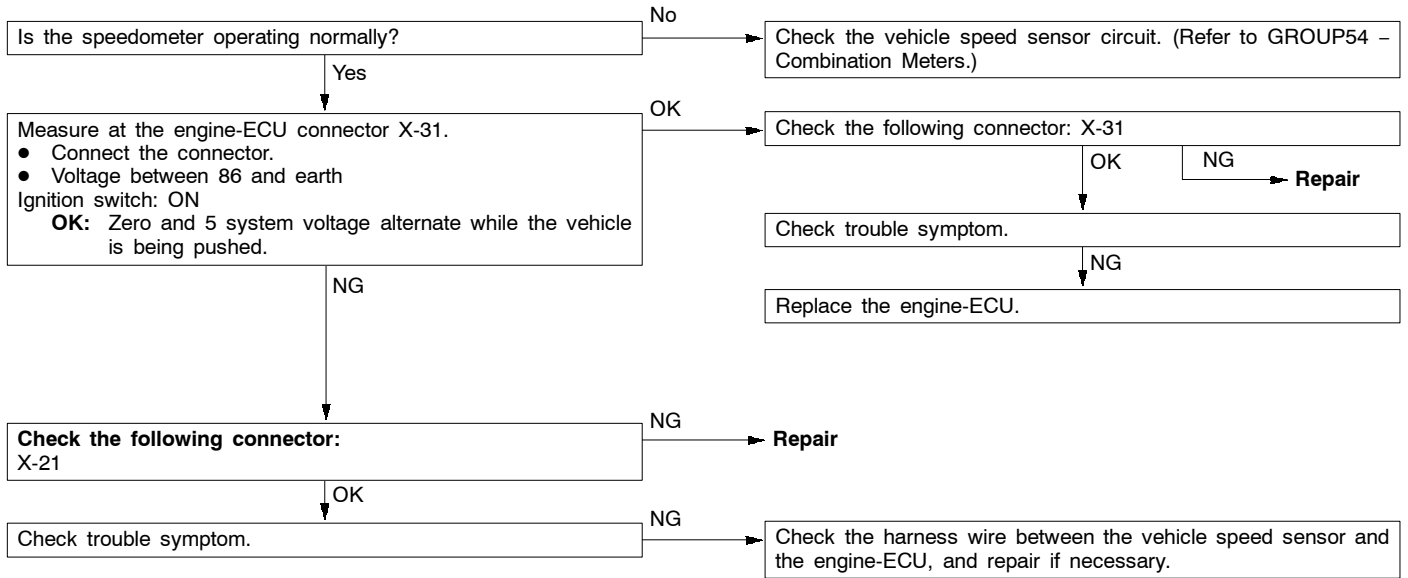 Is the speedometer operating normally?
No
Check the vehicle speed sensor circuit. (Refer to GROUP54 –
Combination Meters.)
Yes
Measure at the engine-ECU connector X-31.
● Connect the connector.
● Voltage between 86 and earth
Ignition switch: ON
OK: Zero and 5 system voltage alternate while the vehicle
is being pushed.
OK
Check the following connector: X-31
OK
NG
Repair
Check trouble symptom.
NG
Replace the engine-ECU.
NG
Check the following connector:
X-21
NG
Repair
OK
Check trouble symptom.
NG
Check the harness wire between the vehicle speed sensor and
the engine-ECU, and repair if necessary.